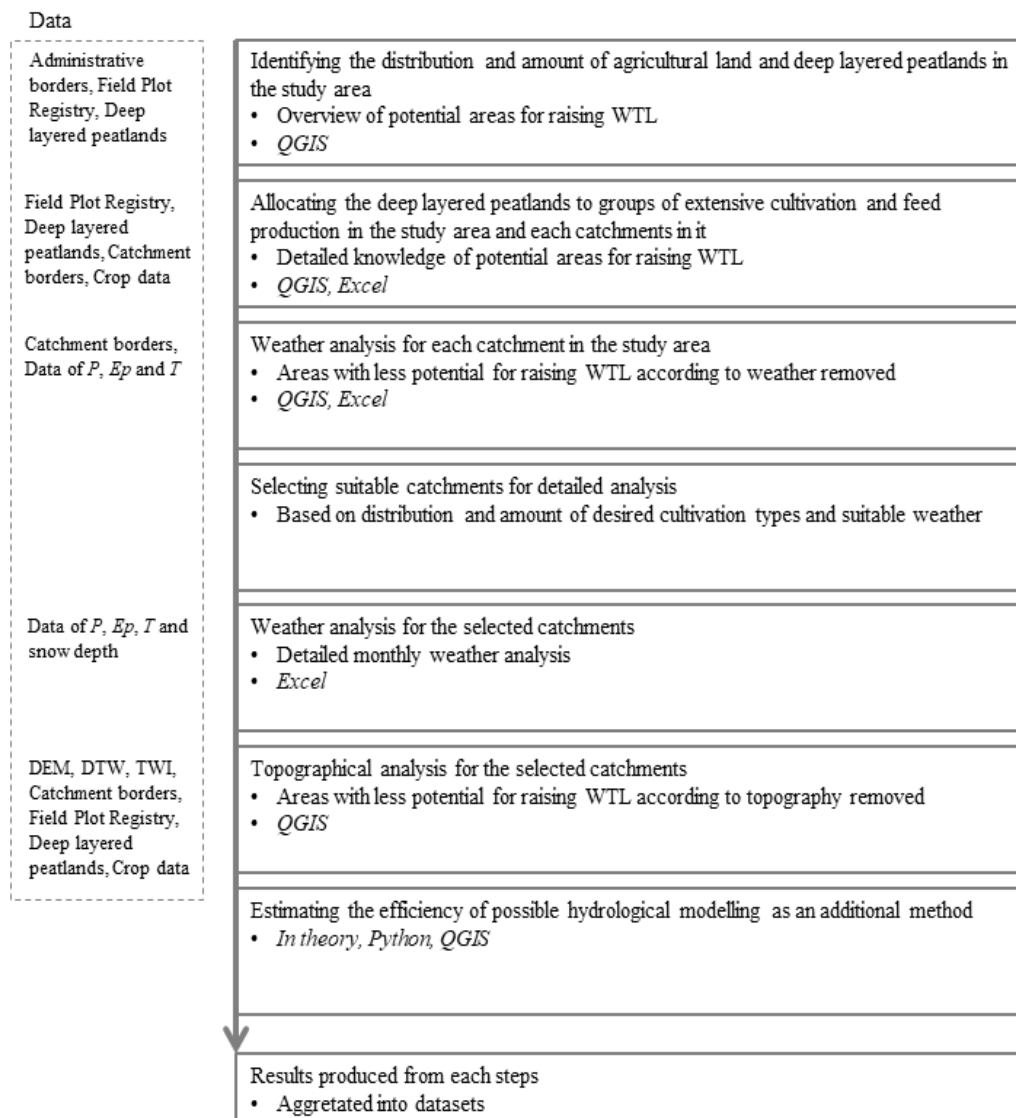 Data
Administrative
borders, Field Plot
Registry, Deep
layered peatlands
Identifying the distribution and amount of agricultural land and deep layered peatlands in
the study area
• Overview of potential areas for raising WTL
• QGIS
Field Plot Registry,
Deep layered
peatlands, Catchment
borders, Crop data
Allocating the deep layered peatlands to groups of extensive cultivation and feed
production in the study area and each catchments in it
• Detailed knowledge of potential areas for raising WTL
• QGIS, Excel
Catchment borders,
Data of P, Ep and T
Weather analysis for each catchment in the study area
• Areas with less potential for raising WTL according to weather removed
• QGIS, Excel
Selecting suitable catchments for detailed analysis
• Based on distribution and amount of desired cultivation types and suitable weather
Data of P, Ep, T and
snow depth
Weather analysis for the selected catchments
• Detailed monthly weather analysis
• Excel
DEM, DTW, TWI,
Catchment borders,
Field Plot Registry,
Deep layered
peatlands, Crop data
Topographical analysis for the selected catchments
• Areas with less potential for raising WTL according to topography removed
• QGIS
Estimating the efficiency of possible hydrological modelling as an additional method
• In theory, Python, QGIS
Results produced from each steps
• Aggretated into datasets